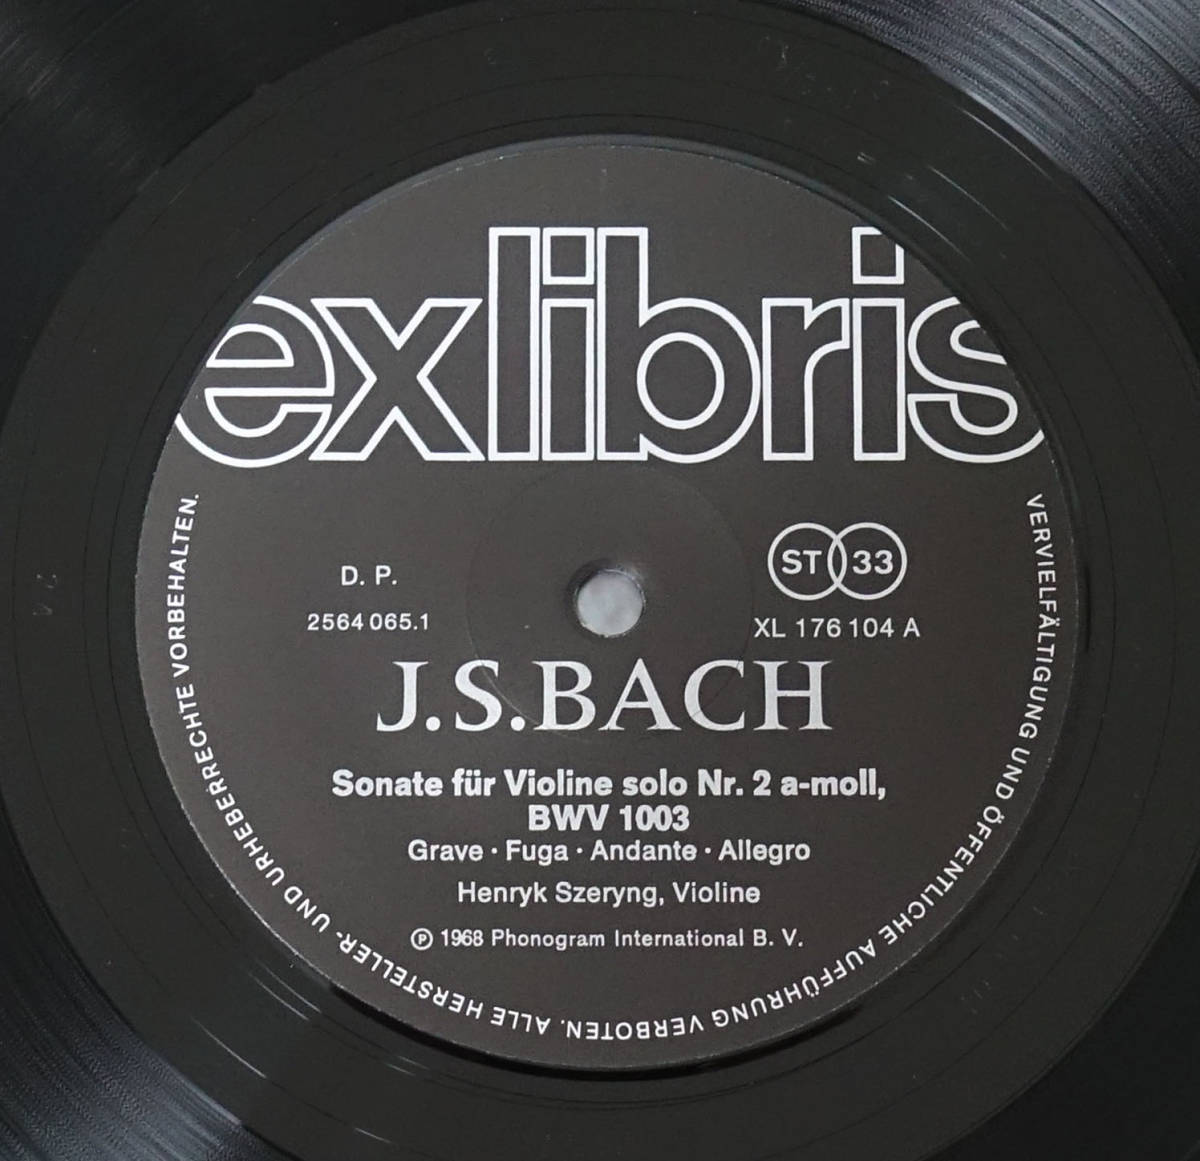 exlibris
D. P.
2564 065.1
ST 33
XL 176 104 A
J.S.BACH
Sonate für Violine solo Nr. 2 a-moll,
BWV 1003
Grave · Fuga · Andante · Allegro
Henryk Szeryng, Violine
℗ 1968 Phonogram International B. V.
VERVIELFÄLTIGUNG UND ÖFFENTLICHE AUFFÜHRUNG VERBOTEN. ALLE HERSTELLER- UND URHEBERRECHTE VORBEHALTEN.